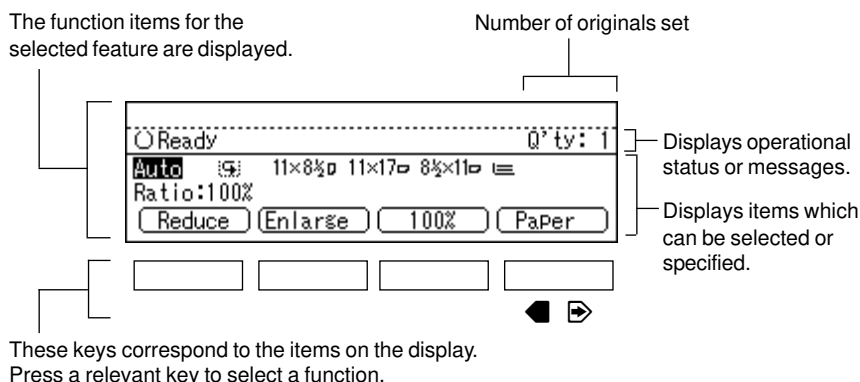 The function items for the
selected feature are displayed.
Number of originals set
Ready Q'ty: 1
Auto 11×8½ 11×17 8½×11
Ratio:100%
Reduce Enlarge 100% Paper
Displays operational
status or messages.
Displays items which
can be selected or
specified.
These keys correspond to the items on the display.
Press a relevant key to select a function.